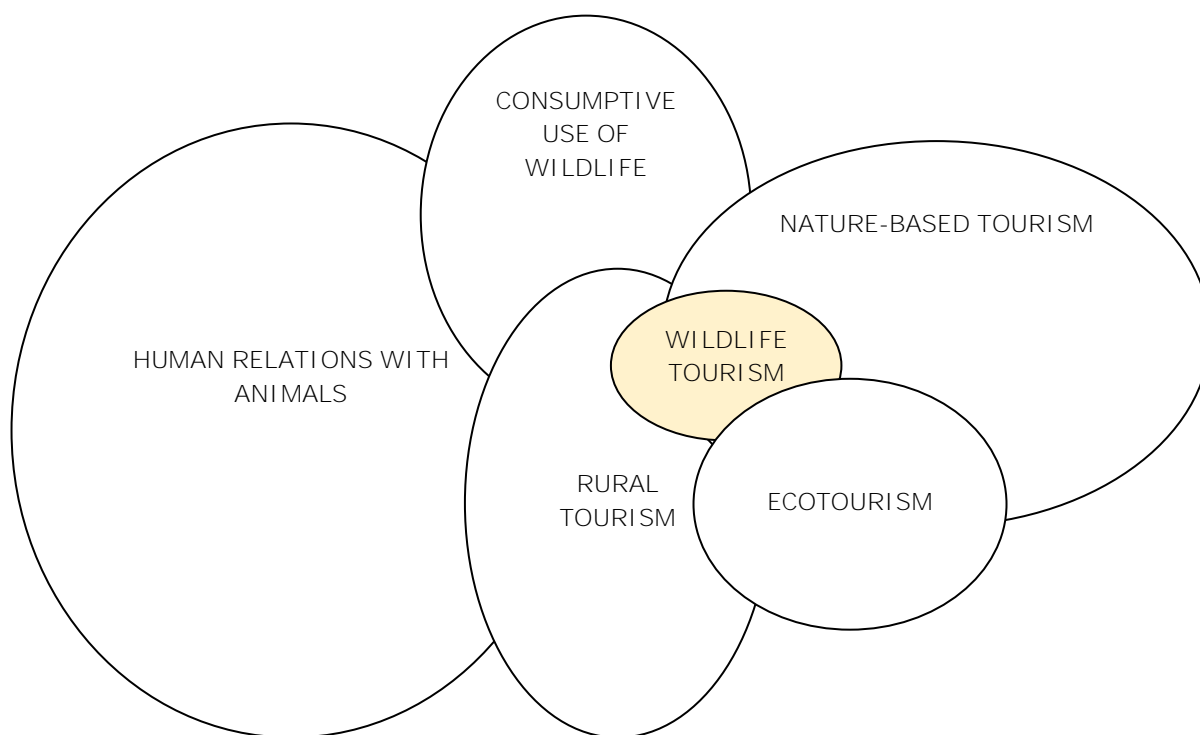 CONSUMPTIVE
USE OF
WILDLIFE
NATURE-BASED TOURISM
WILDLIFE
TOURISM
HUMAN RELATIONS WITH
ANIMALS
RURAL
TOURISM
ECOTOURISM